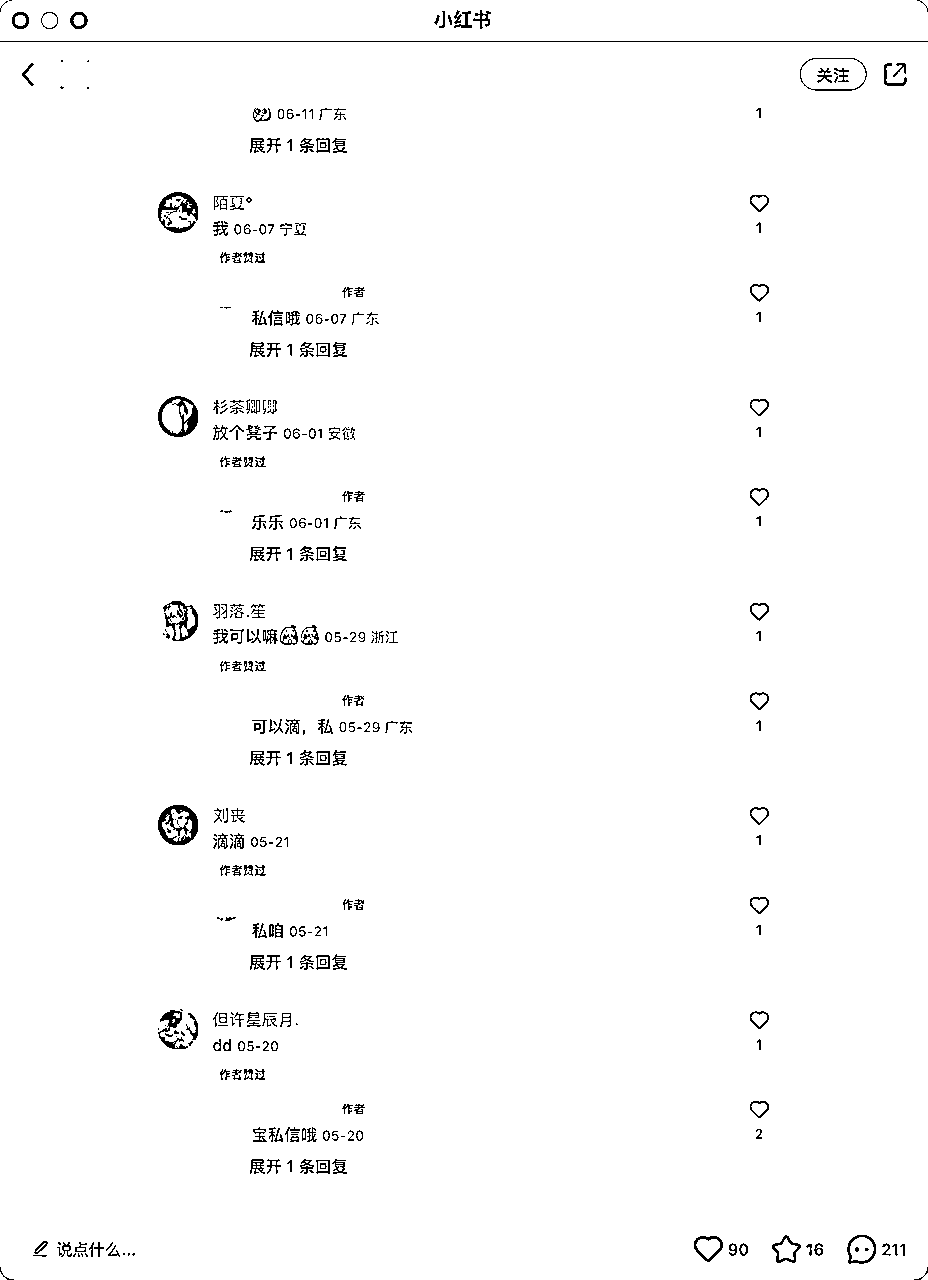 小红书
关注
06-11 广东
1
展开 1 条回复
陌夏°
我 06-07 宁夏
1
作者赞过
作者
私信哦 06-07 广东
1
展开 1 条回复
杉茶卿卿
放个凳子 06-01 安徽
1
作者赞过
作者
乐乐 06-01 广东
1
展开 1 条回复
羽落.笙
我可以嘛 05-29 浙江
1
作者赞过
作者
可以滴，私 05-29 广东
1
展开 1 条回复
刘丧
滴滴 05-21
1
作者赞过
作者
私咱 05-21
1
展开 1 条回复
但许星辰月.
dd 05-20
1
作者赞过
作者
宝私信哦 05-20
2
展开 1 条回复
说点什么...
90
16
211